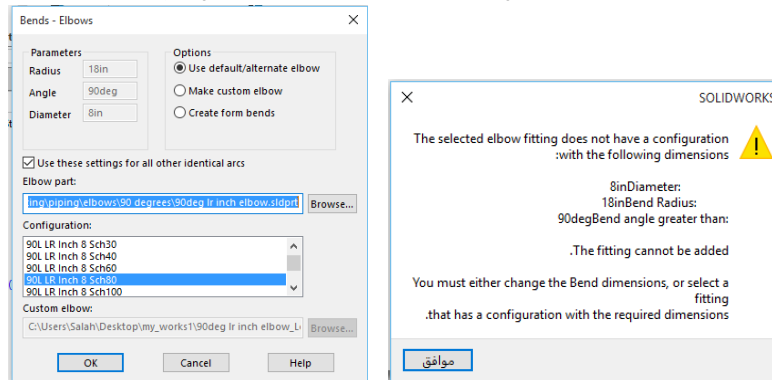 Bends - Elbows
Parameters
Radius 18in
Angle 90deg
Diameter 8in
Options
Use default/alternate elbow
Make custom elbow
Create form bends
Use these settings for all other identical arcs
Elbow part:
ing\piping\elbows\90 degrees\90deg lr inch elbow.sldprt Browse...
Configuration:
90L LR Inch 8 Sch30
90L LR Inch 8 Sch40
90L LR Inch 8 Sch60
90L LR Inch 8 Sch80
90L LR Inch 8 Sch100
Custom elbow:
C:\Users\Salah\Desktop\my_works1\90deg lr inch elbow_L Browse...
OK Cancel Help
SOLIDWORKS
The selected elbow fitting does not have a configuration
:with the following dimensions
8inDiameter:
18inBend Radius:
90degBend angle greater than:
.The fitting cannot be added
You must either change the Bend dimensions, or select a
fitting
.that has a configuration with the required dimensions
موافق